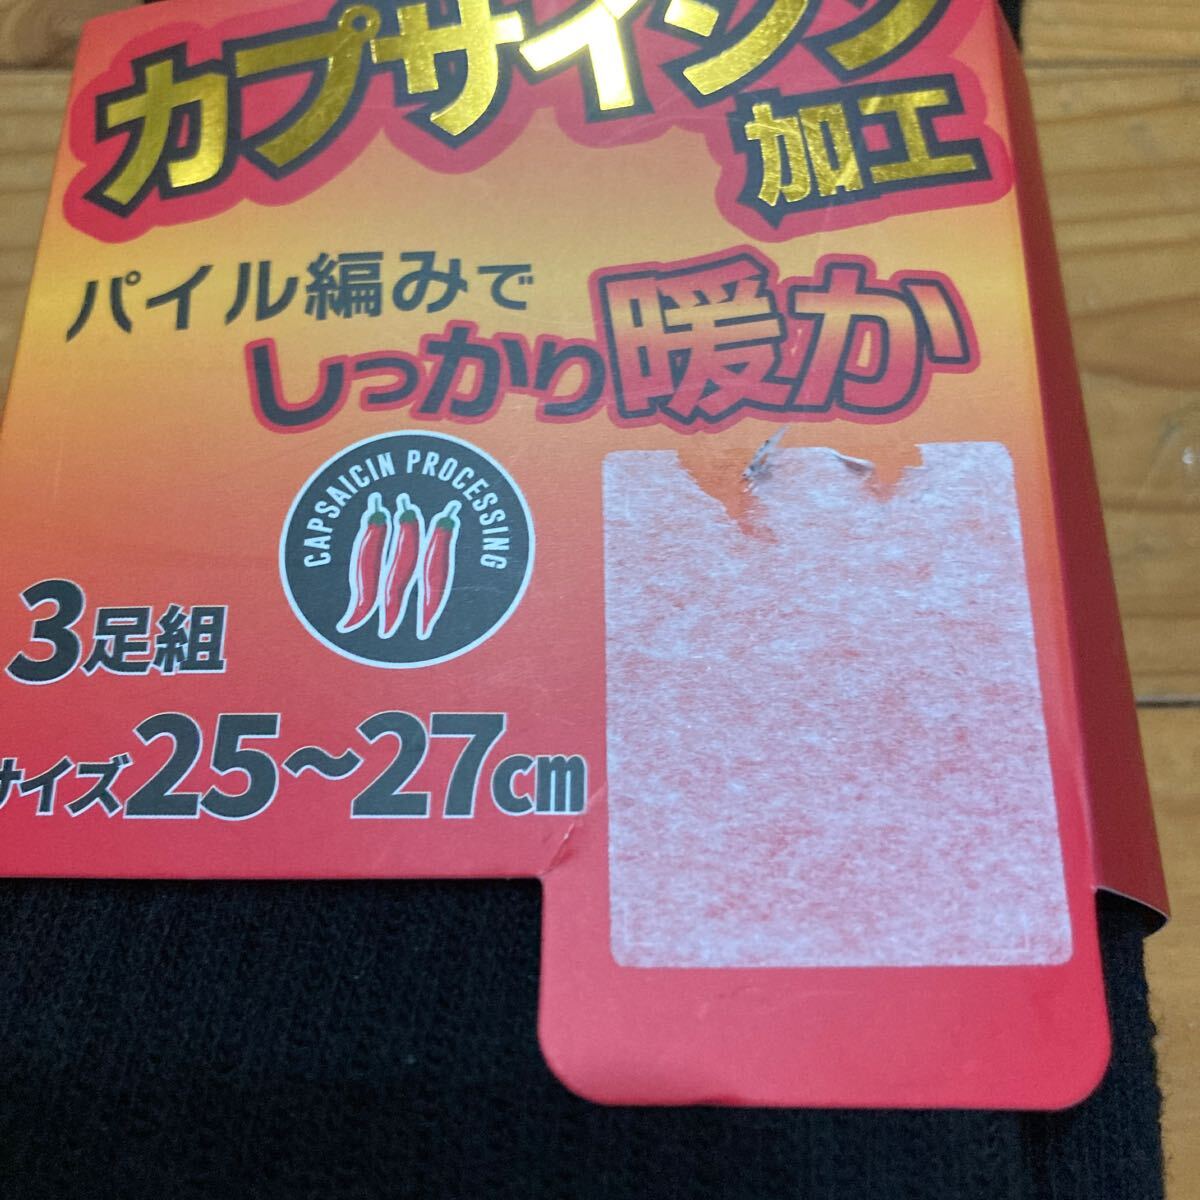 カプサイシン
加工
パイル編みで
しっかり暖か
CAPSAICIN PROCESSING
3足組
サイズ25~27cm